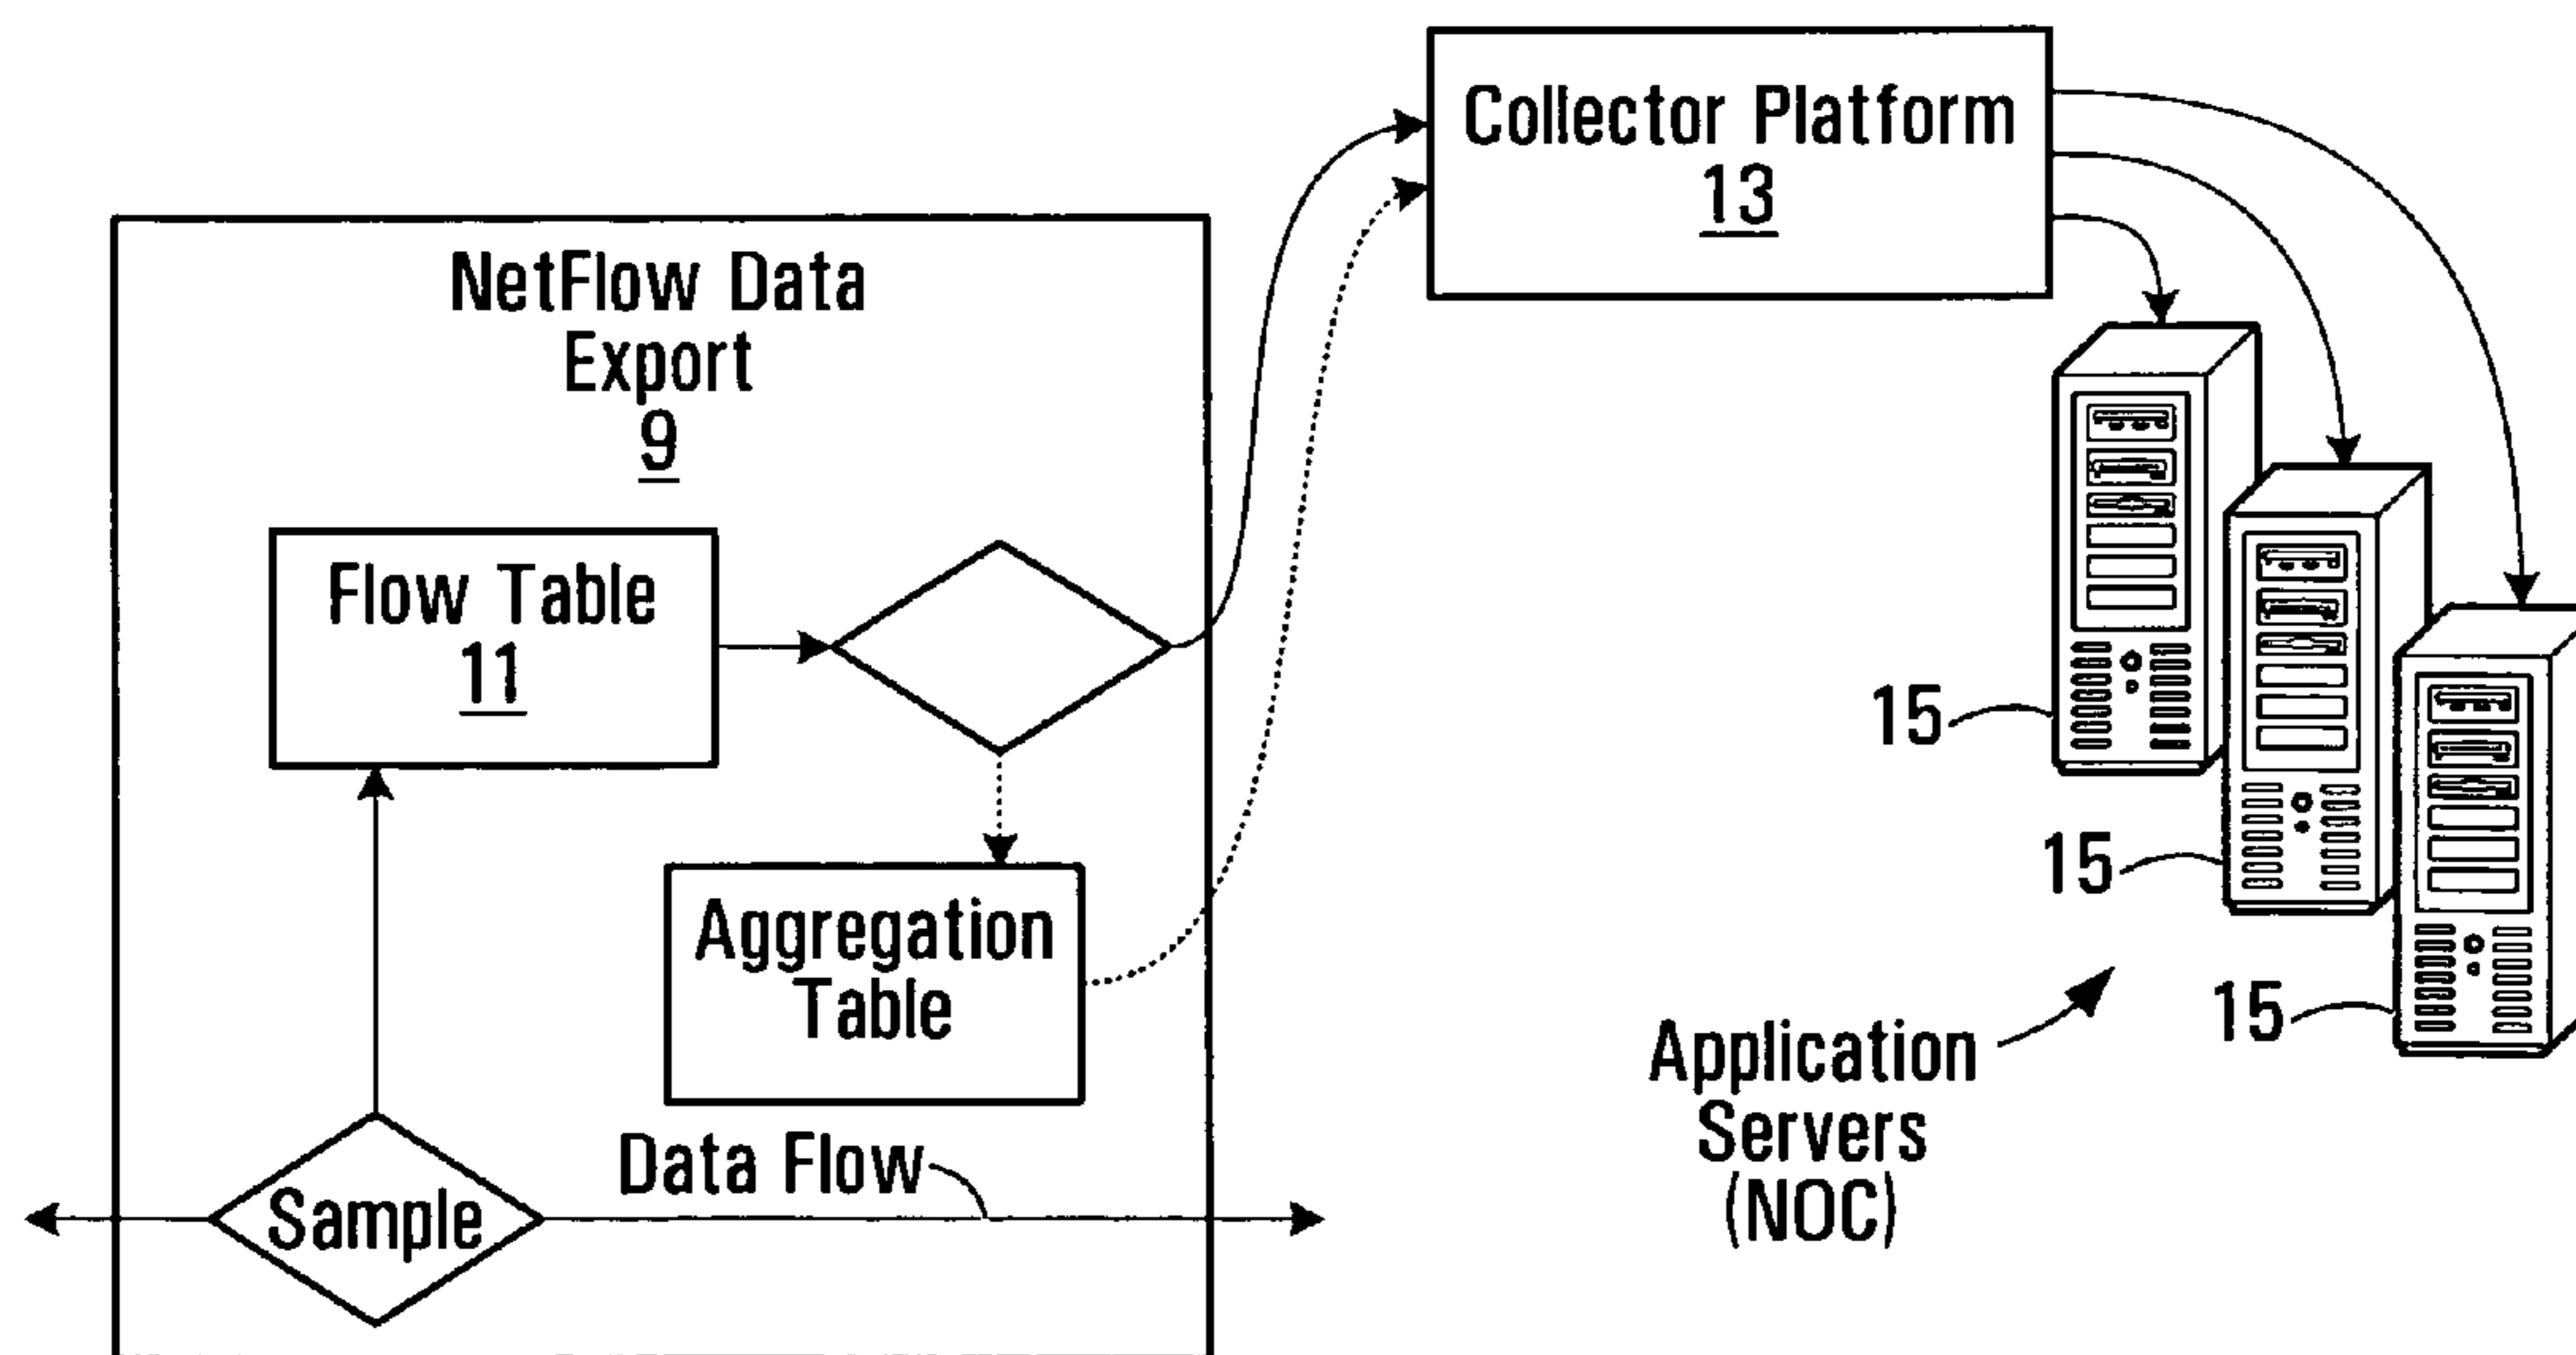 Collector Platform
13
NetFlow Data
Export
9
Flow Table
11
Aggregation
Table
Data Flow
Sample
15
15
15
Application
Servers
(NOC)